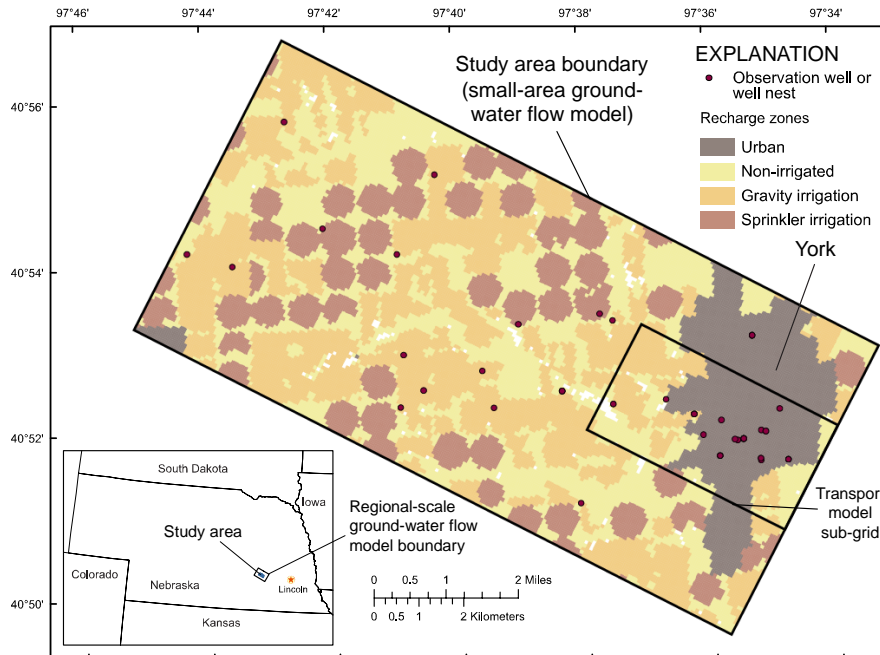 97°46' 97°44' 97°42' 97°40' 97°38' 97°36' 97°34'
40°56'
40°54'
40°52'
40°50'
Study area boundary
(small-area ground-
water flow model)
EXPLANATION
Observation well or
well nest
Recharge zones
Urban
Non-irrigated
Gravity irrigation
Sprinkler irrigation
York
Transport
model
sub-grid
South Dakota
Iowa
Study area
Colorado
Nebraska
Lincoln
Kansas
Regional-scale
ground-water flow
model boundary
0 0.5 1 2 Miles
0 0.5 1 2 Kilometers